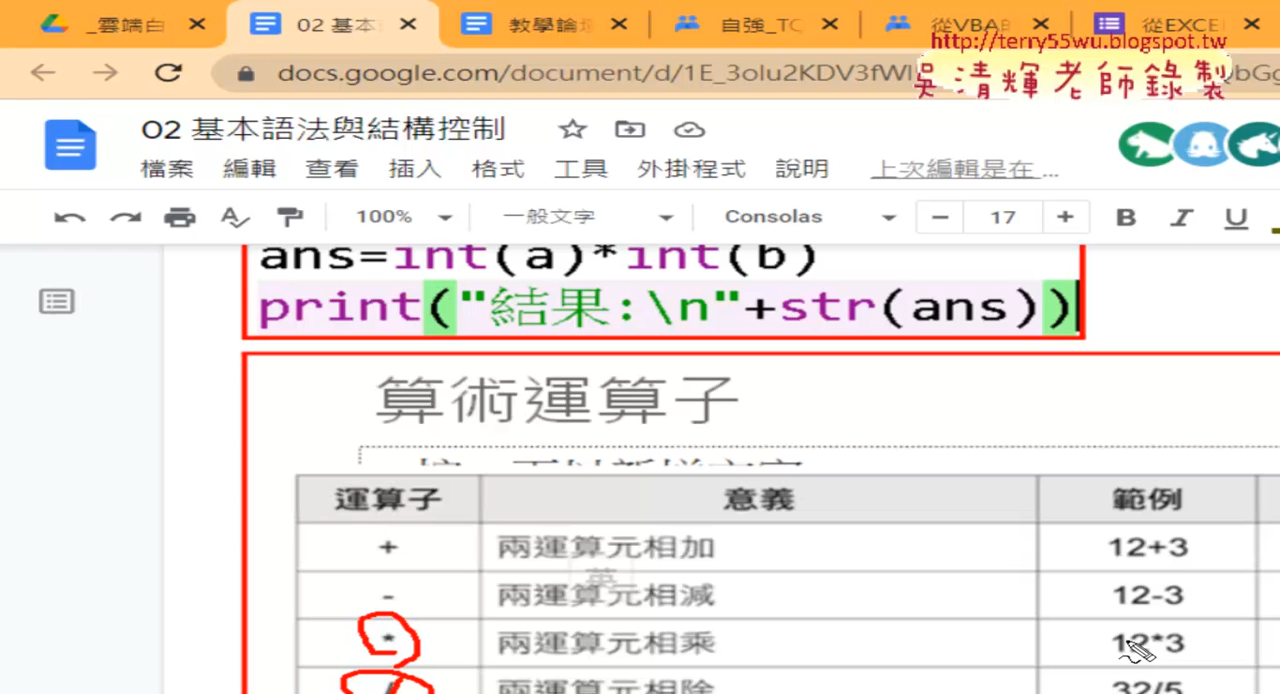 _雲端白
02 基本
教學論壇
自強_TC
從VBA
從EXCE
http://terry55wu.blogspot.tw
docs.google.com/document/d/1E_3olu2KDV3fWI
吳清輝老師錄製
02 基本語法與結構控制
檔案 編輯 查看 插入 格式 工具 外掛程式 說明 上次編輯是在 ...
100% 一般文字 Consolas − 17 + B I U
ans=int(a)*int(b)
print("結果:\n"+str(ans))
算術運算子
運算子 意義 範例
+ 兩運算元相加 12+3
- 兩運算元相減 12-3
* 兩運算元相乘 12*3
/ 兩運算元相除 32/5
英